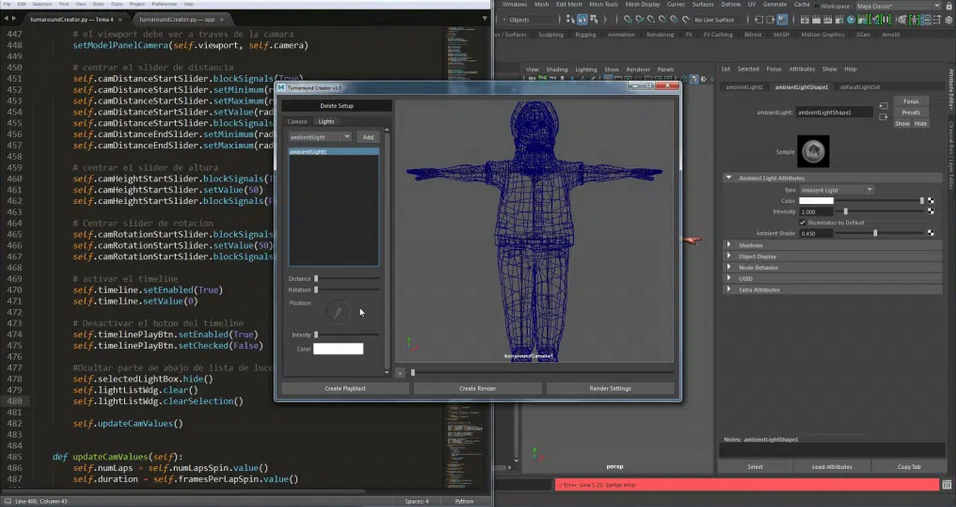 File Edit Selection Find View Goto Tools Project Preferences Help
turnaroundCreator.py — Tema 4
turnaroundCreator.py — app
447 # el viewport debe ver a traves de la camara
448 setModelPanelCamera(self.viewport, self.camera)
449
450 # centrar el slider de distancia
451 self.camDistanceStartSlider.blockSignals(True)
452 self.camDistanceStartSlider.setMinimum(
453 self.camDistanceStartSlider.setMaximum(
454 self.camDistanceStartSlider.setValue(rad
self.camDistanceEndSlider.setMinimum(
self.camDistanceEndSlider.setMaximum(
459 # centrar el slider de altura
460 self.camHeightStartSlider.blockSignals(T
461 self.camHeightStartSlider.setValue(50)
462 self.camHeightStartSlider.blockSignals(F
463
464 # Centrar slider de rotacion
465 self.camRotationStartSlider.blockSignals
466 self.camRotationStartSlider.setValue(50)
467 self.camRotationStartSlider.blockSignals
468
469 # activar el timeline
470 self.timeline.setEnabled(True)
471 self.timeline.setValue(0)
472
473 # Desactivar el boton del timeline
474 self.timelinePlayBtn.setEnabled(True)
475 self.timelinePlayBtn.setChecked(False)
476
477 #Ocultar parte de abajo de lista de luce
478 self.selectedLightBox.hide()
479 self.lightListWdg.clear()
480 self.lightListWdg.clearSelection()
481
482 self.updateCamValues()
483
484
485 def updateCamValues(self):
486 self.numLaps = self.numLapsSpin.value()
487 self.duration = self.framesPerLapSpin.value()
Line 480, Column 43
Spaces: 4
Python
Turnaround Creator v1.0
Delete Setup
Camera Lights
ambientLight
Add
ambientLight1
Distance
Rotation
Position
Intensity
Color
turnaroundCamera1
Create Playblast
Create Render
Render Settings
Windows Mesh Edit Mesh Mesh Tools Mesh Display Curves Surfaces Deform UV Generate Cache
Workspace: Maya Classic
Objects
No Live Surface
Surfaces Sculpting Rigging Animation Rendering FX FX Caching Bifrost MASH Motion Graphics XGen Arnold
View Shading Lighting Show Renderer Panels
persp
List Selected Focus Attributes Show Help
ambientLight1 ambientLightShape1 defaultLightSet
ambientLight: ambientLightShape1
Focus
Presets
Show Hide
Sample
Ambient Light Attributes
Type Ambient Light
Color
Intensity 1.000
Illuminates by Default
Ambient Shade 0.450
Shadows
Object Display
Node Behavior
UUID
Extra Attributes
Notes: ambientLightShape1
Select Load Attributes Copy Tab
Attribute Editor
Error: Line 1.22: Syntax error